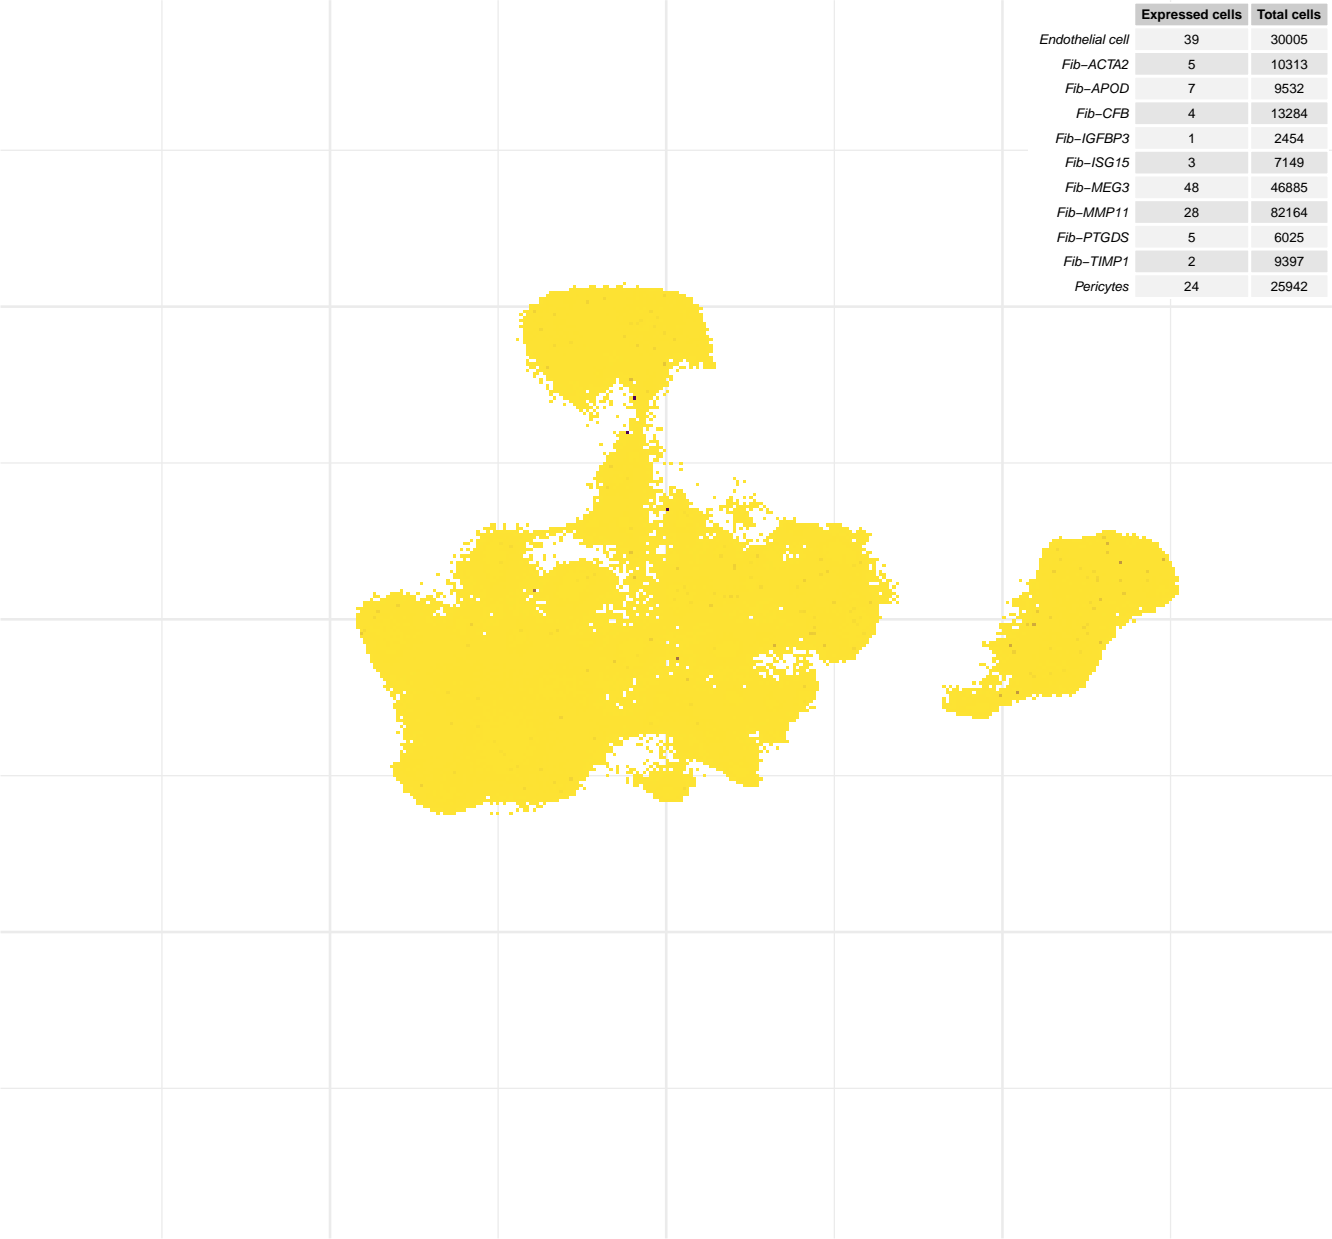 Expressed cells Total cells
Endothelial cell 39 30005
Fib−ACTA2 5 10313
Fib−APOD 7 9532
Fib−CFB 4 13284
Fib−IGFBP3 1 2454
Fib−ISG15 3 7149
Fib−MEG3 48 46885
Fib−MMP11 28 82164
Fib−PTGDS 5 6025
Fib−TIMP1 2 9397
Pericytes 24 25942